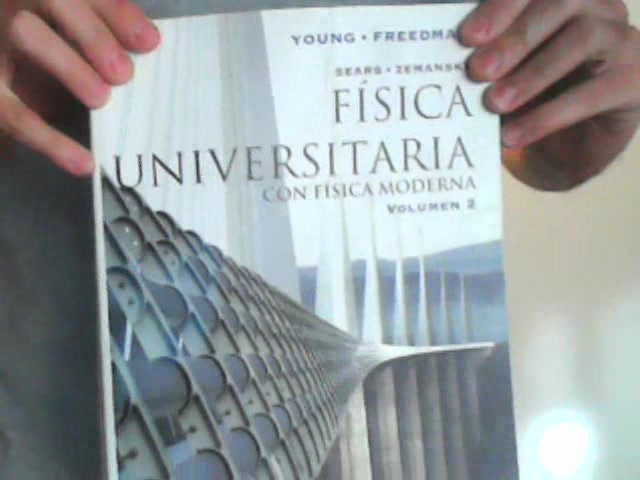 YOUNG • FREEDMA
SEARS • ZEMANSK
FÍSICA
UNIVERSITARIA
CON FÍSICA MODERNA
VOLUMEN 2